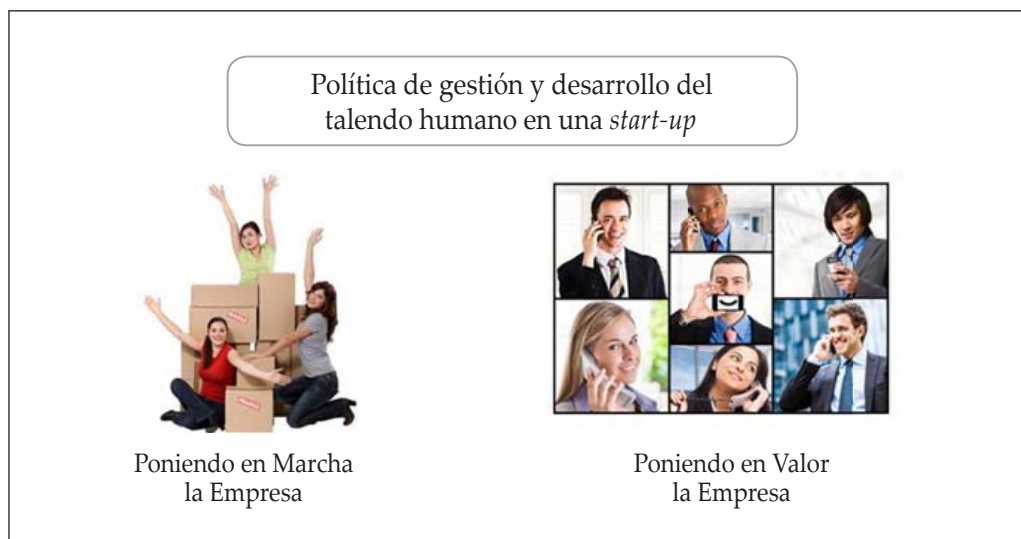 Política de gestión y desarrollo del
talendo humano en una start-up
Poniendo en Marcha
la Empresa
Poniendo en Valor
la Empresa